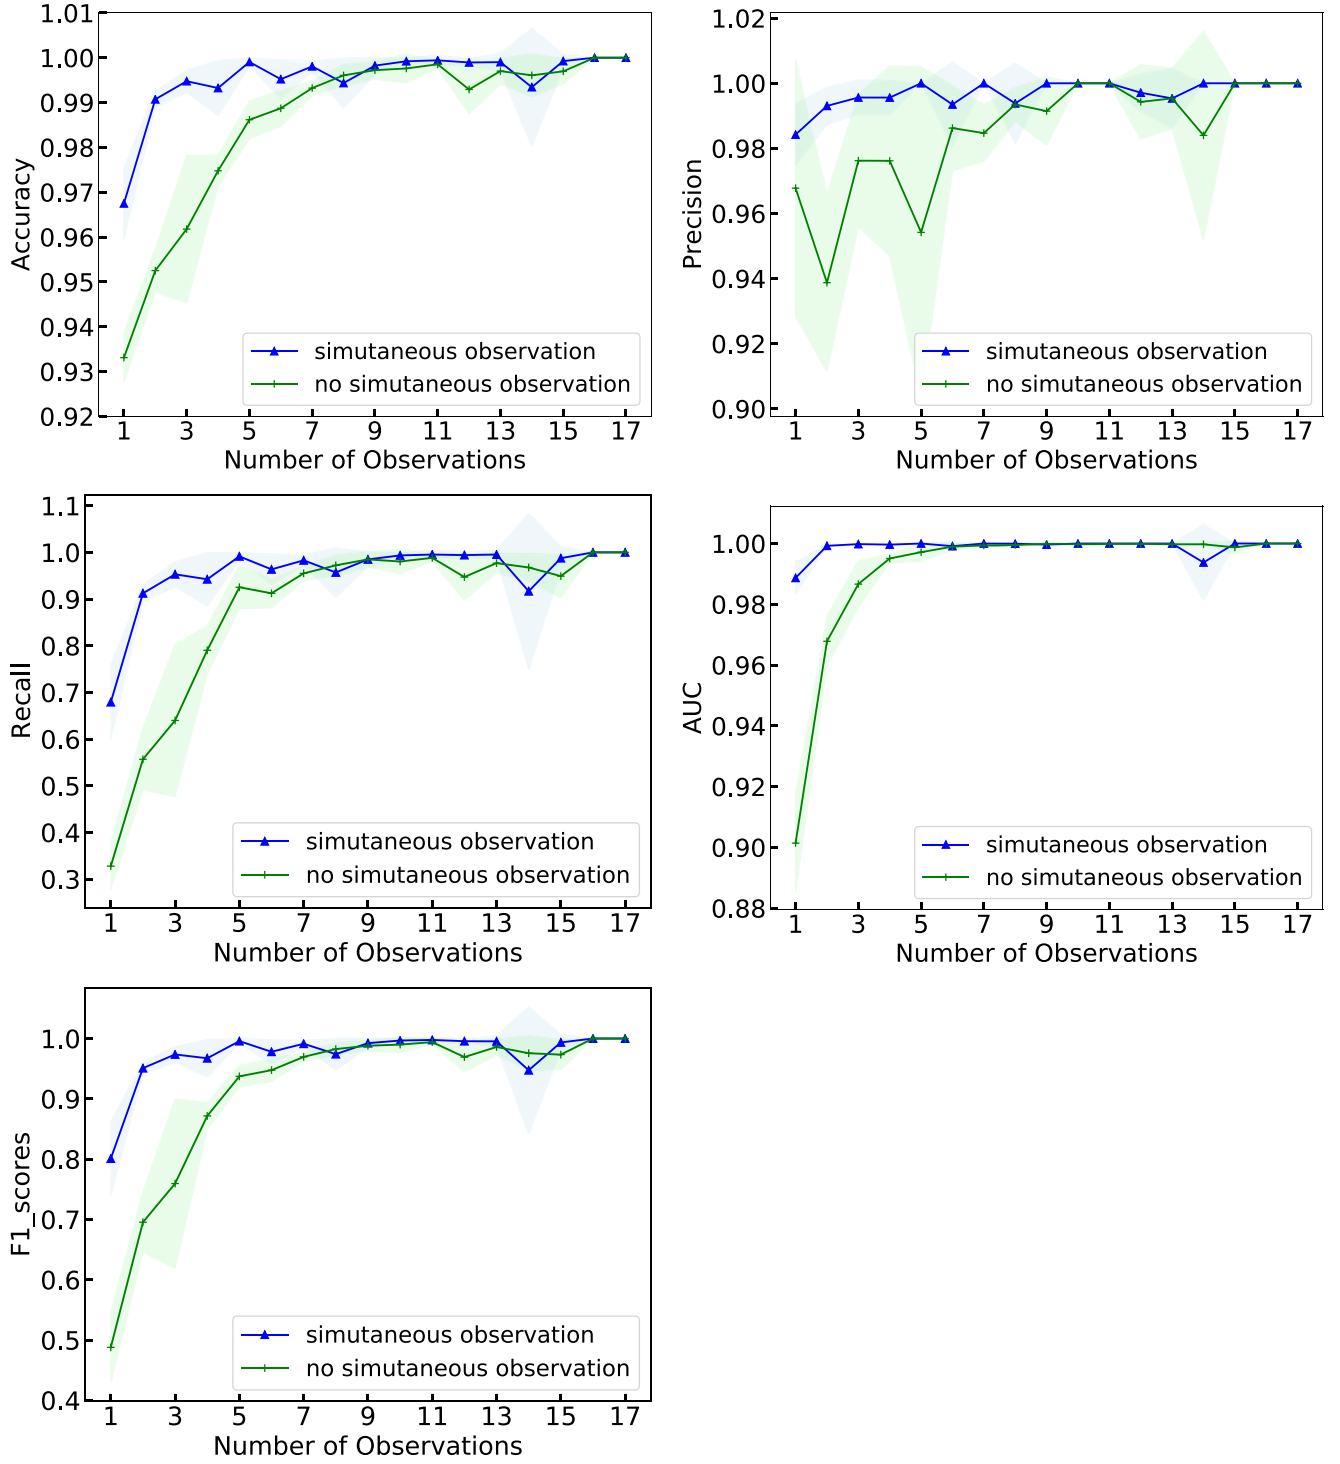 1.01
1.00
0.99
0.98
0.97
0.96
0.95
0.94
0.93
0.92
Accuracy
simutaneous observation
no simutaneous observation
1 3 5 7 9 11 13 15 17
Number of Observations
1.02
1.00
0.98
0.96
0.94
0.92
0.90
Precision
simutaneous observation
no simutaneous observation
1 3 5 7 9 11 13 15 17
Number of Observations
1.1
1.0
0.9
0.8
0.7
0.6
0.5
0.4
0.3
Recall
simutaneous observation
no simutaneous observation
1 3 5 7 9 11 13 15 17
Number of Observations
1.00
0.98
0.96
0.94
0.92
0.90
0.88
AUC
simutaneous observation
no simutaneous observation
1 3 5 7 9 11 13 15 17
Number of Observations
1.0
0.9
0.8
0.7
0.6
0.5
0.4
F1_scores
simutaneous observation
no simutaneous observation
1 3 5 7 9 11 13 15 17
Number of Observations